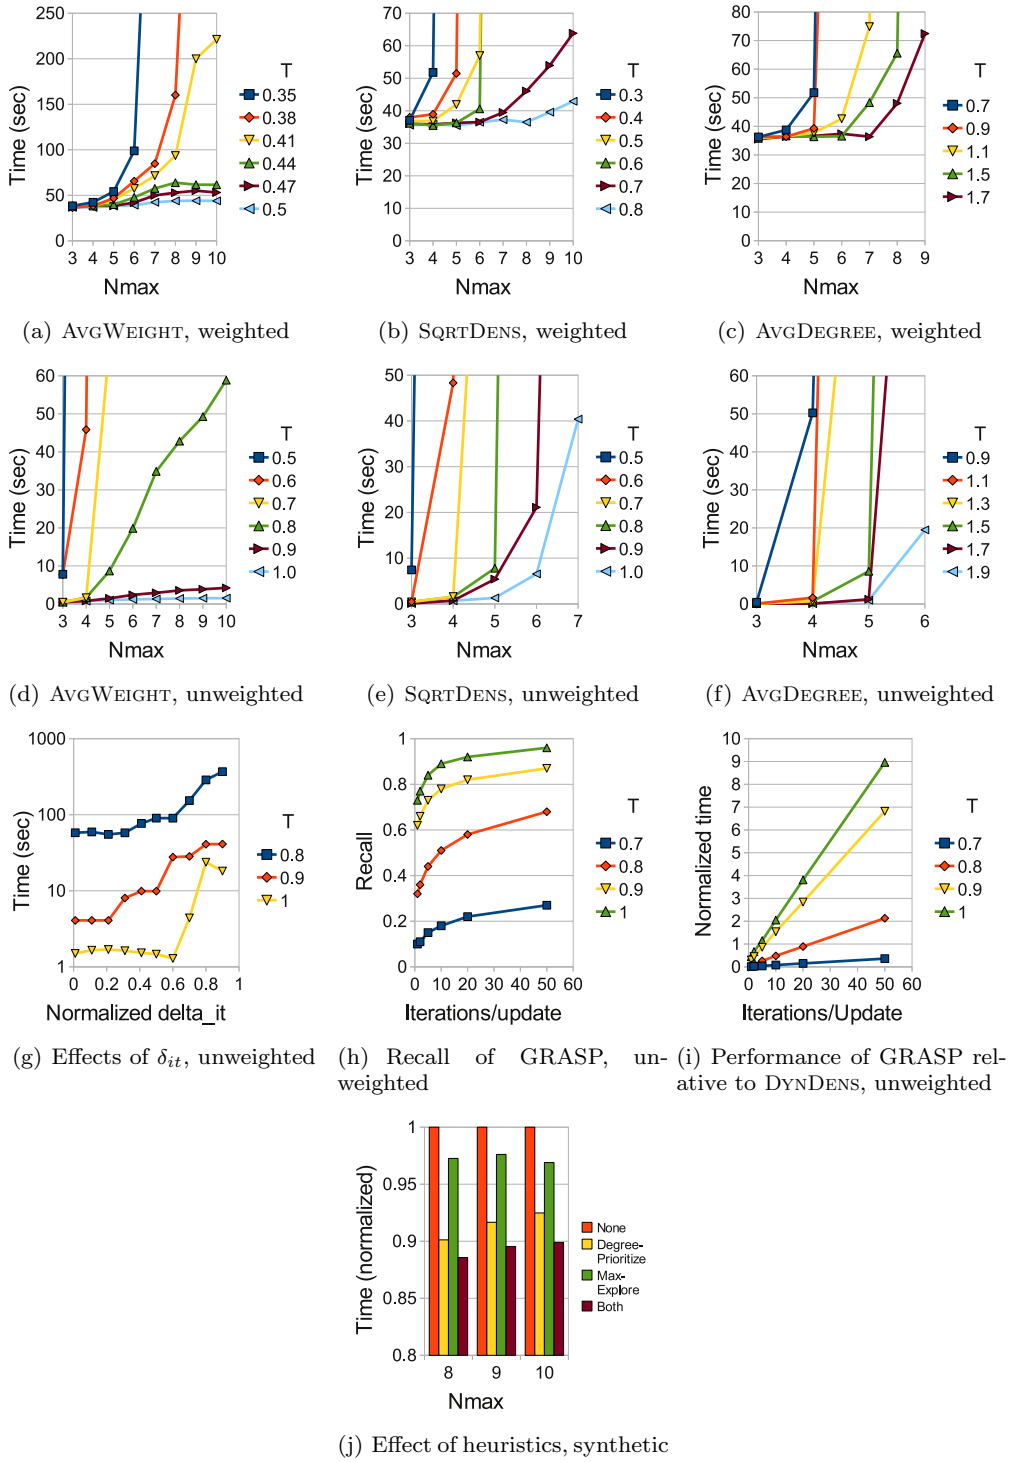 250
200
150
100
50
0
Time (sec)
3 4 5 6 7 8 9 10
Nmax
T
0.35
0.38
0.41
0.44
0.47
0.5
(a) AVGWEIGHT, weighted
70
60
50
40
30
20
10
0
Time (sec)
3 4 5 6 7 8 9 10
Nmax
T
0.3
0.4
0.5
0.6
0.7
0.8
(b) SQRTDENS, weighted
80
70
60
50
40
30
20
10
0
Time (sec)
3 4 5 6 7 8 9
Nmax
T
0.7
0.9
1.1
1.5
1.7
(c) AVGDEGREE, weighted
60
50
40
30
20
10
0
Time (sec)
3 4 5 6 7 8 9 10
Nmax
T
0.5
0.6
0.7
0.8
0.9
1.0
(d) AVGWEIGHT, unweighted
50
40
30
20
10
0
Time (sec)
3 4 5 6 7
Nmax
T
0.5
0.6
0.7
0.8
0.9
1.0
(e) SQRTDENS, unweighted
60
50
40
30
20
10
0
Time (sec)
3 4 5 6
Nmax
T
0.9
1.1
1.3
1.5
1.7
1.9
(f) AVGDEGREE, unweighted
1000
100
10
1
Time (sec)
0 0.2 0.4 0.6 0.8 1
Normalized delta_it
T
0.8
0.9
1
(g) Effects of δit, unweighted
1
0.8
0.6
0.4
0.2
0
Recall
0 10 20 30 40 50 60
Iterations/update
T
0.7
0.8
0.9
1
(h) Recall of GRASP, un-
weighted
10
9
8
7
6
5
4
3
2
1
0
Normalized time
0 10 20 30 40 50 60
Iterations/Update
T
0.7
0.8
0.9
1
(i) Performance of GRASP rel-
ative to DYNDENS, unweighted
1
0.95
0.9
0.85
0.8
Time (normalized)
8 9 10
Nmax
None
Degree-
Prioritize
Max-
Explore
Both
(j) Effect of heuristics, synthetic